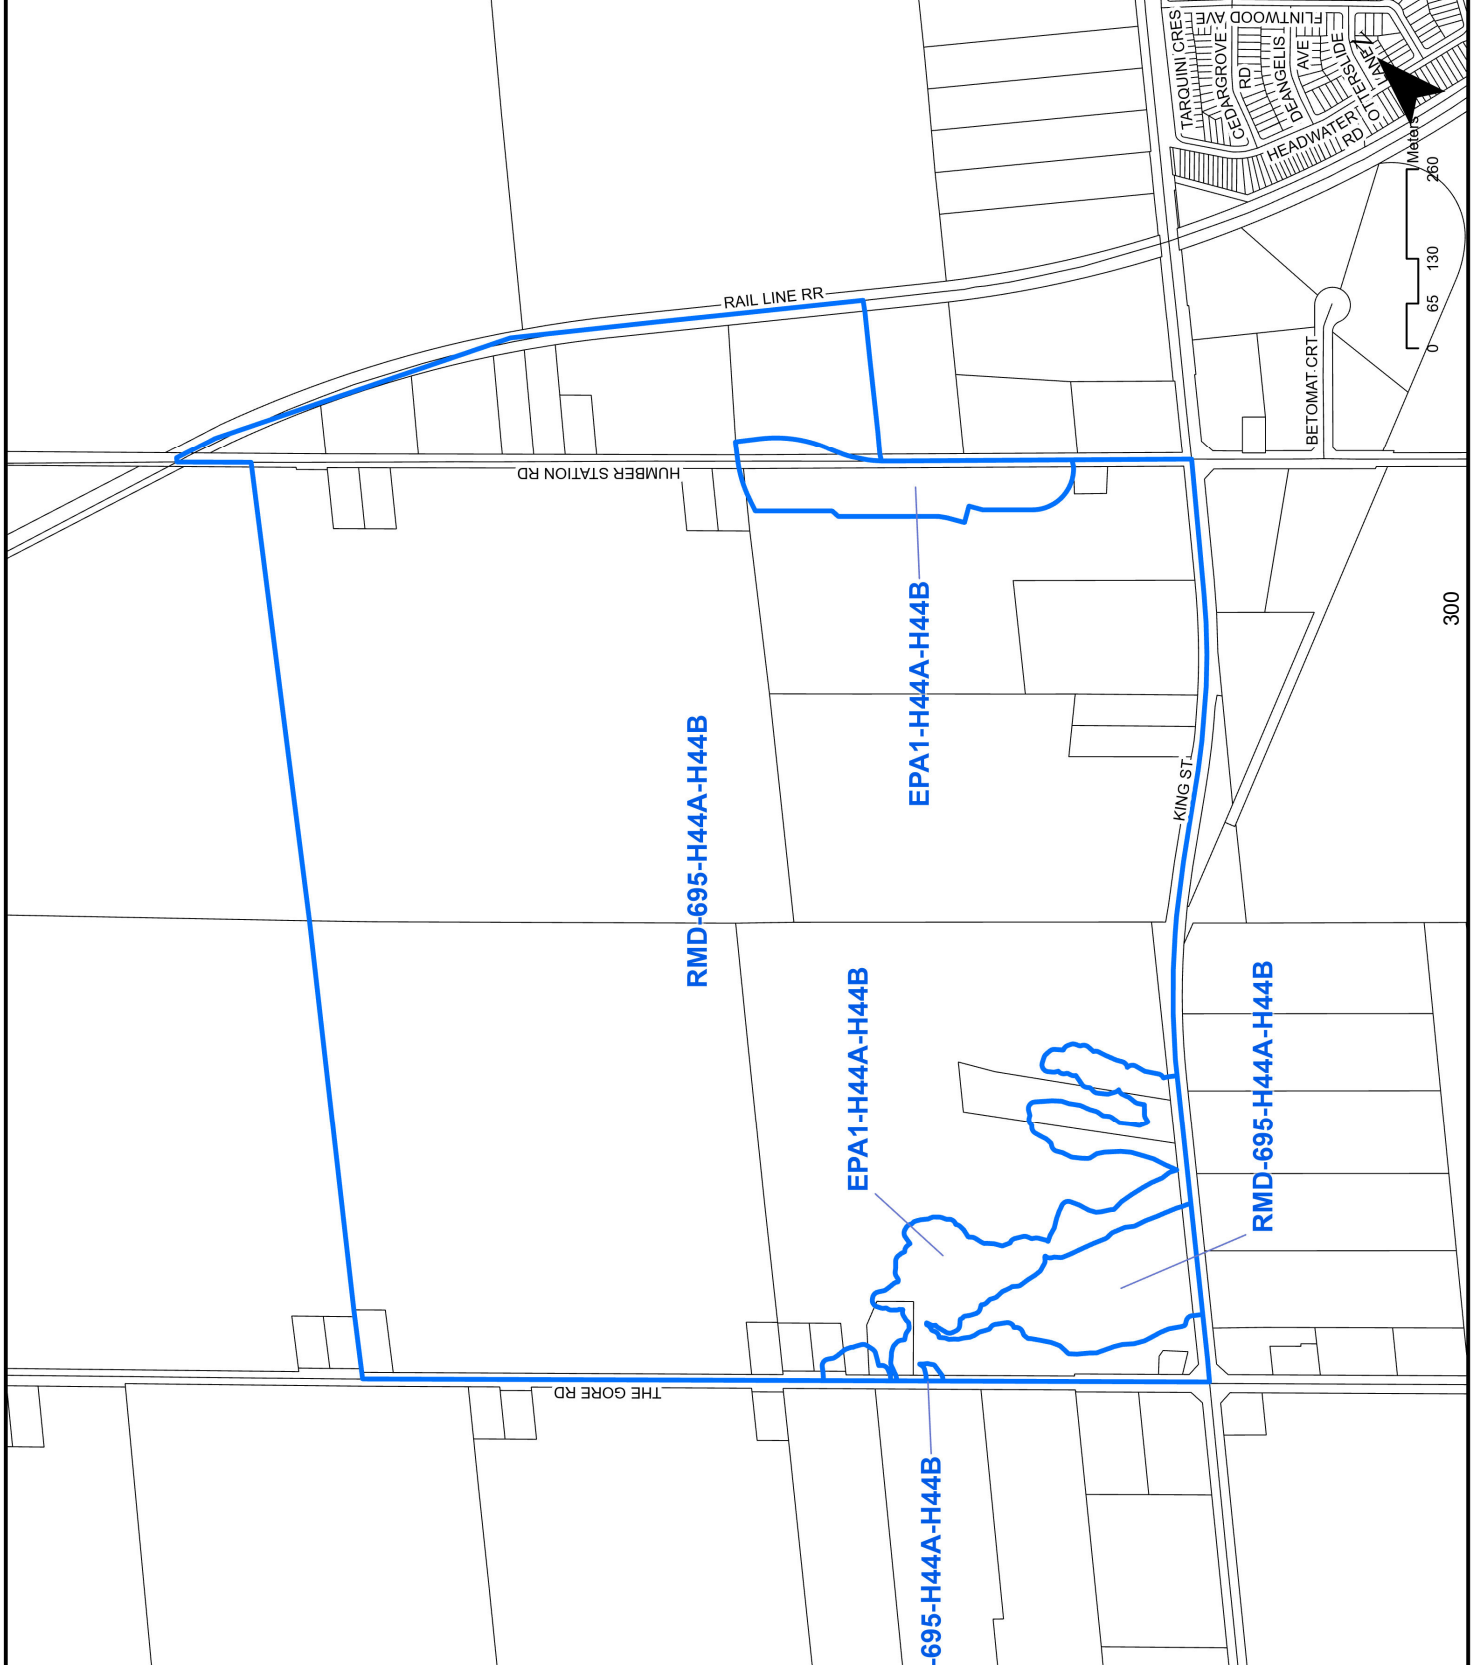 TARQUINI CRES
CEDARGROVE
RD
DEANGELIS
AVE
FLINTWOOD AVE
OTTERSLIDE
LANE
HEADWATER
RD
N
Meters
0 65 130 260
RAIL LINE RR
HUMBER STATION RD
BETOMAT CRT
EPA1-H44A-H44B
RMD-695-H44A-H44B
KING ST
300
EPA1-H44A-H44B
RMD-695-H44A-H44B
THE GORE RD
-695-H44A-H44B